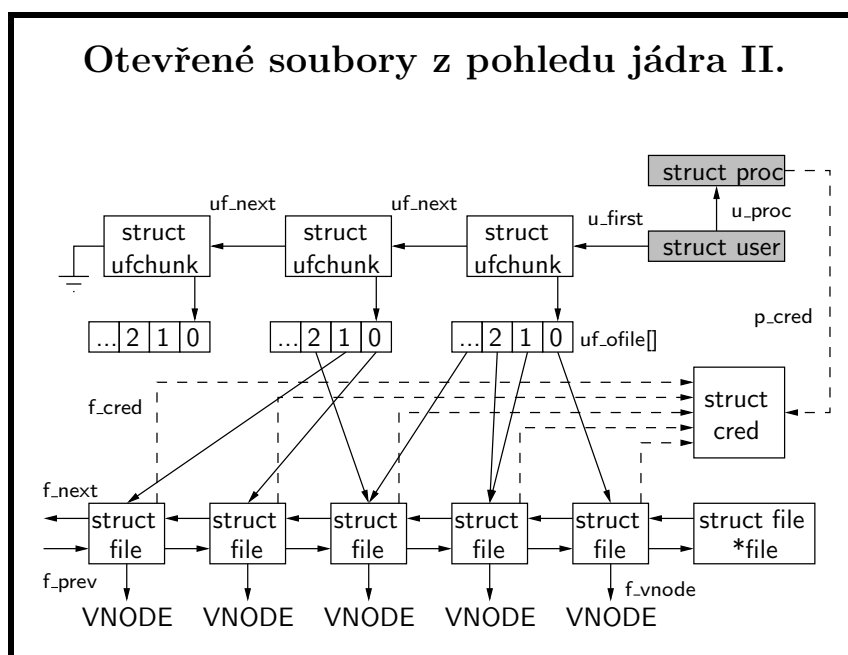 Otevřené soubory z pohledu jádra II.
struct proc
uf_next
uf_next
u_first
u_proc
struct
ufchunk
struct
ufchunk
struct
ufchunk
struct user
p_cred
... 2 1 0
... 2 1 0
... 2 1 0
uf_ofile[]
f_cred
struct
cred
f_next
struct
file
struct
file
struct
file
struct
file
struct
file
struct file
*file
f_prev
f_vnode
VNODE VNODE VNODE VNODE VNODE